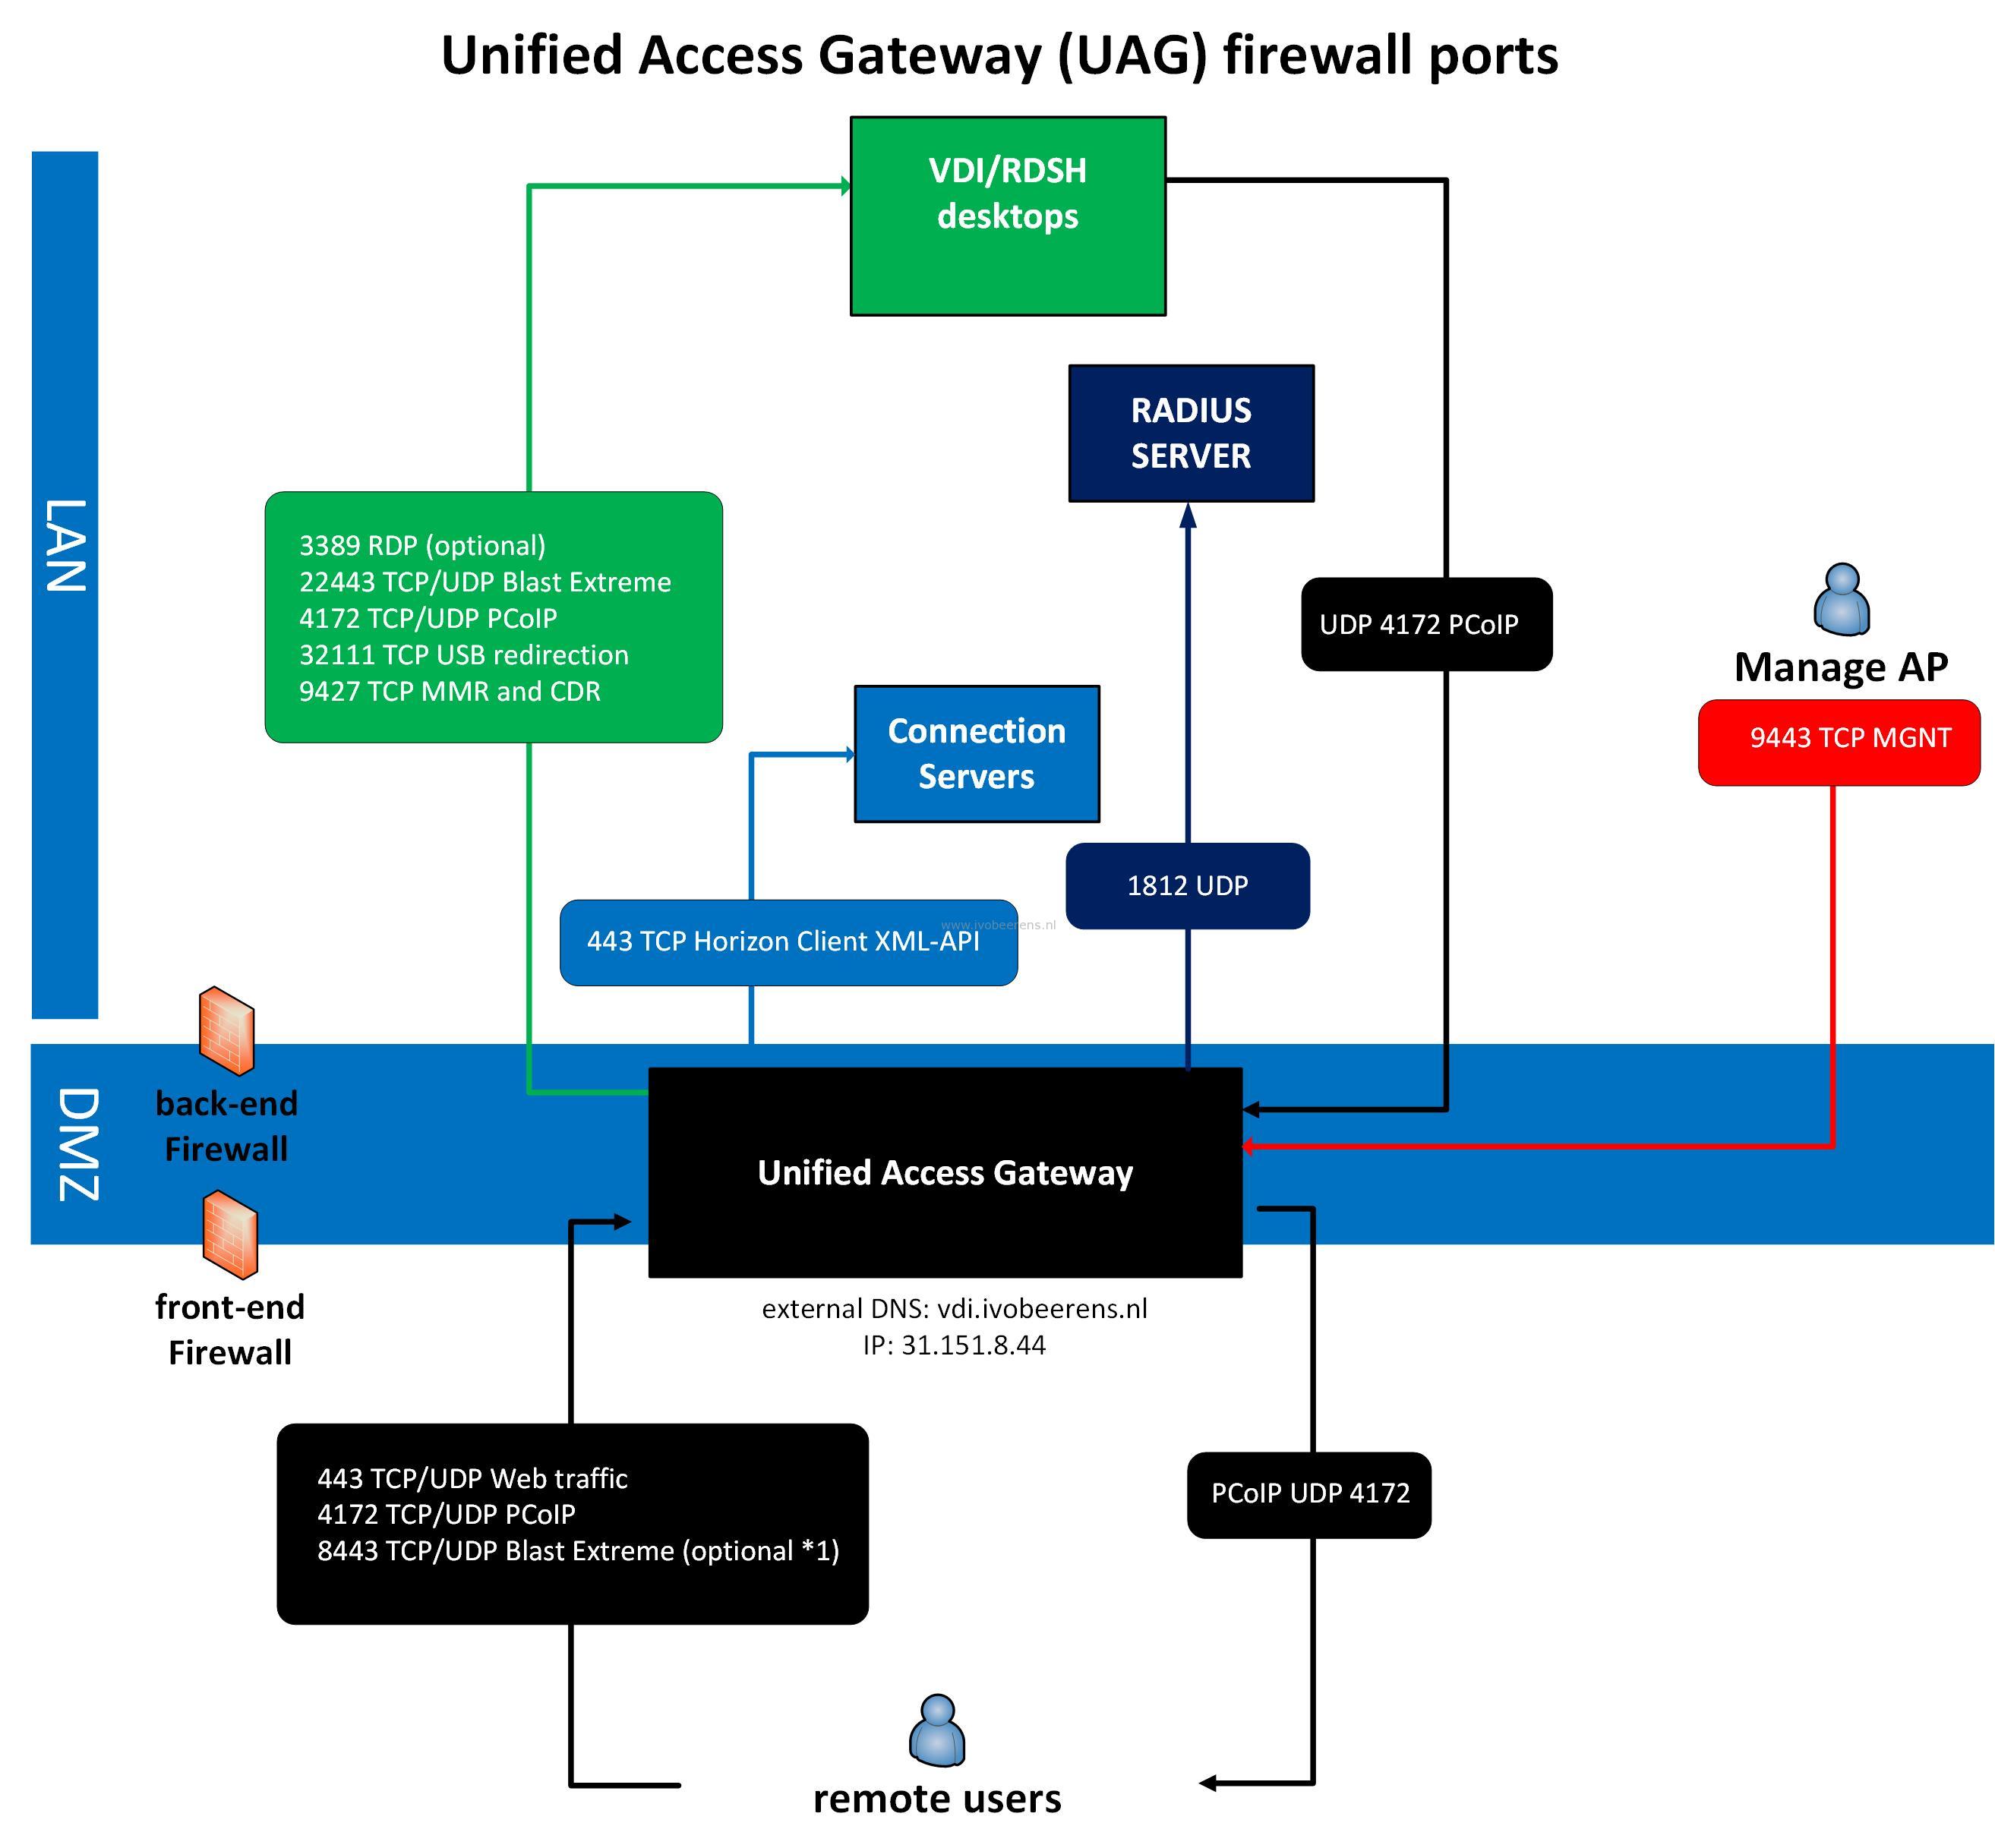 Unified Access Gateway (UAG) firewall ports
VDI/RDSH
desktops
RADIUS
SERVER
LAN
3389 RDP (optional)
22443 TCP/UDP Blast Extreme
4172 TCP/UDP PCoIP
32111 TCP USB redirection
9427 TCP MMR and CDR
UDP 4172 PCoIP
Manage AP
9443 TCP MGNT
Connection
Servers
1812 UDP
www.ivobeerens.nl
443 TCP Horizon Client XML-API
DMZ
back-end
Firewall
Unified Access Gateway
front-end
Firewall
external DNS: vdi.ivobeerens.nl
IP: 31.151.8.44
443 TCP/UDP Web traffic
4172 TCP/UDP PCoIP
8443 TCP/UDP Blast Extreme (optional *1)
PCoIP UDP 4172
remote users